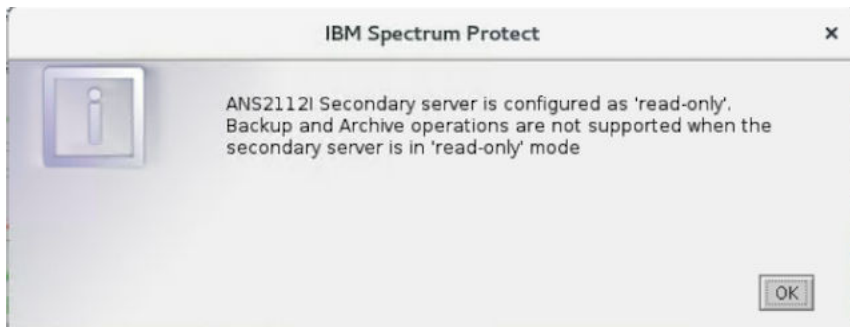 IBM Spectrum Protect
ANS2112I Secondary server is configured as 'read-only'.
Backup and Archive operations are not supported when the
secondary server is in 'read-only' mode
OK